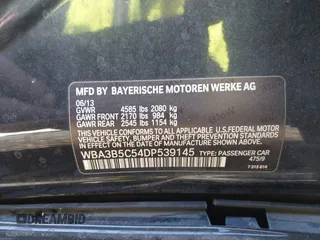 MFD BY BAYERISCHE MOTOREN WERKE AG
06/13
GVWR 4585 lbs 2080 kg
GAWR FRONT 2170 lbs 984 kg
GAWR REAR 2545 lbs 1154 kg
THIS VEHICLE CONFORMS TO ALL APPLICABLE U.S.FEDERAL MOTOR
VEHICLE SAFETY, BUMPER AND THEFT PREVENTION STANDARDS
IN EFFECT ON THE DATE OF MANUFACTURE SHOWN ABOVE.
WBA3B5C54DP539145 TYPE: PASSENGER CAR
475/9
DREAMBID